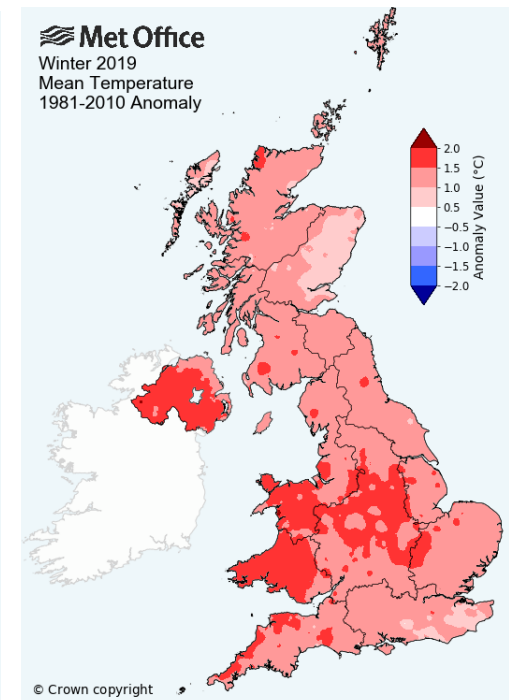 Met Office
Winter 2019
Mean Temperature
1981-2010 Anomaly
2.0
1.5
1.0
0.5
−0.5
−1.0
−1.5
−2.0
Anomaly Value (°C)
© Crown copyright